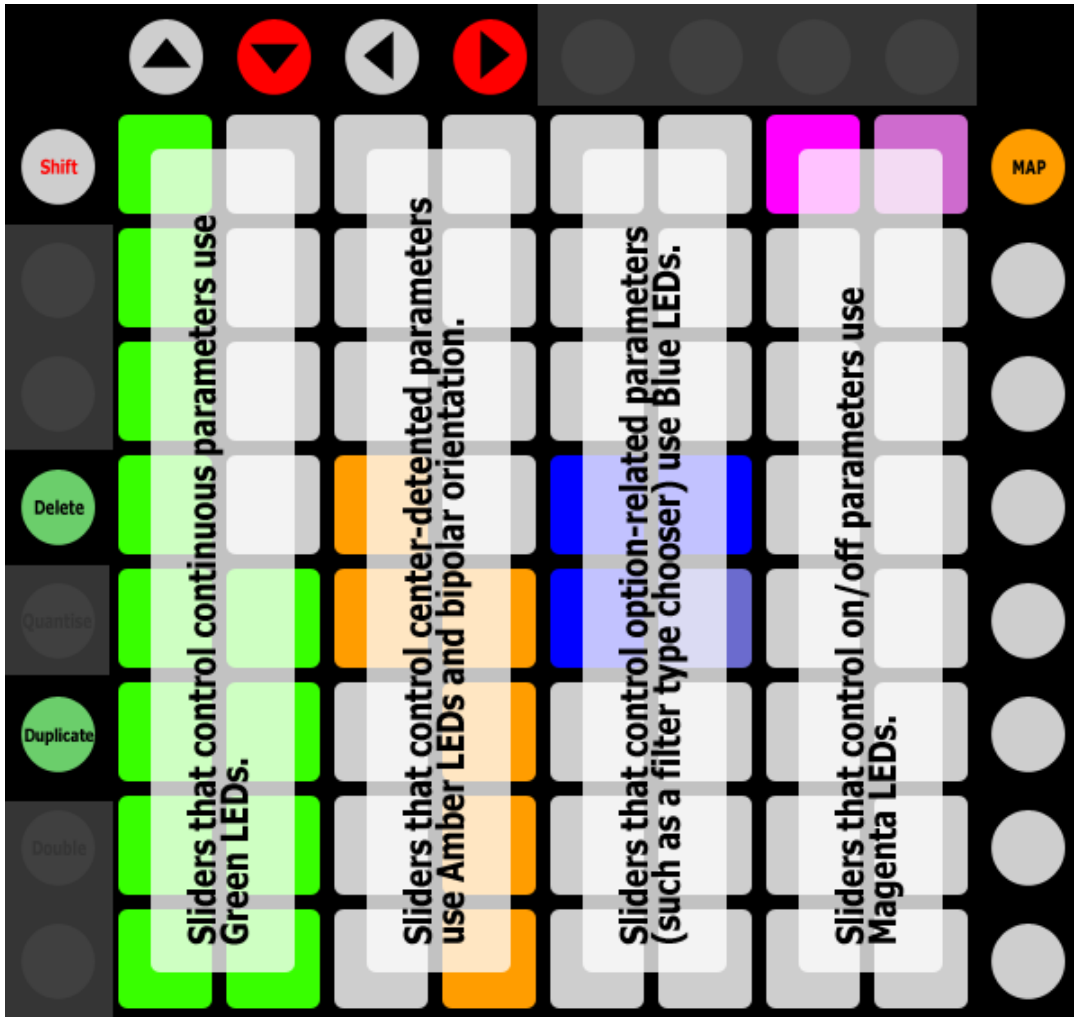 Shift
MAP
Delete
Quantise
Duplicate
Double
Sliders that control continuous parameters use
Green LEDs.
Sliders that control center-detented parameters
use Amber LEDs and bipolar orientation.
Sliders that control option-related parameters
(such as a filter type chooser) use Blue LEDs.
Sliders that control on/off parameters use
Magenta LEDs.